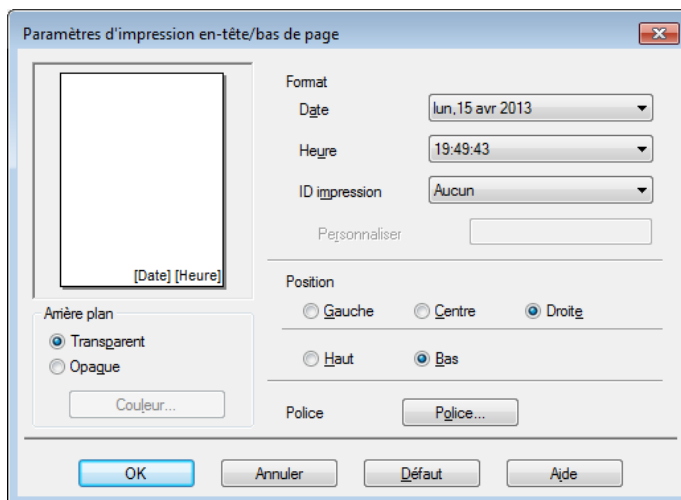 Paramètres d'impression en-tête/bas de page
[Date] [Heure]
Arrière plan
Transparent
Opaque
Couleur...
Format
Date
lun,15 avr 2013
Heure
19:49:43
ID impression
Aucun
Personnaliser
Position
Gauche
Centre
Droite
Haut
Bas
Police
Police...
OK
Annuler
Défaut
Aide